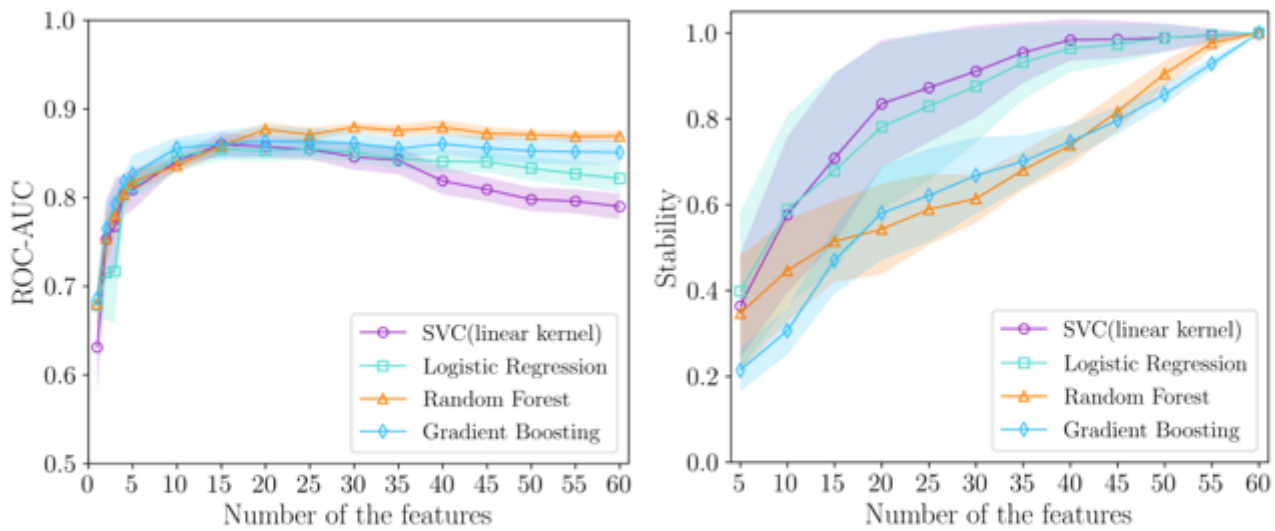 1.0
0.9
0.8
0.7
0.6
0.5
ROC-AUC
0 5 10 15 20 25 30 35 40 45 50 55 60
Number of the features
SVC(linear kernel)
Logistic Regression
Random Forest
Gradient Boosting
1.0
0.8
0.6
0.4
0.2
0.0
Stability
5 10 15 20 25 30 35 40 45 50 55 60
Number of the features
SVC(linear kernel)
Logistic Regression
Random Forest
Gradient Boosting